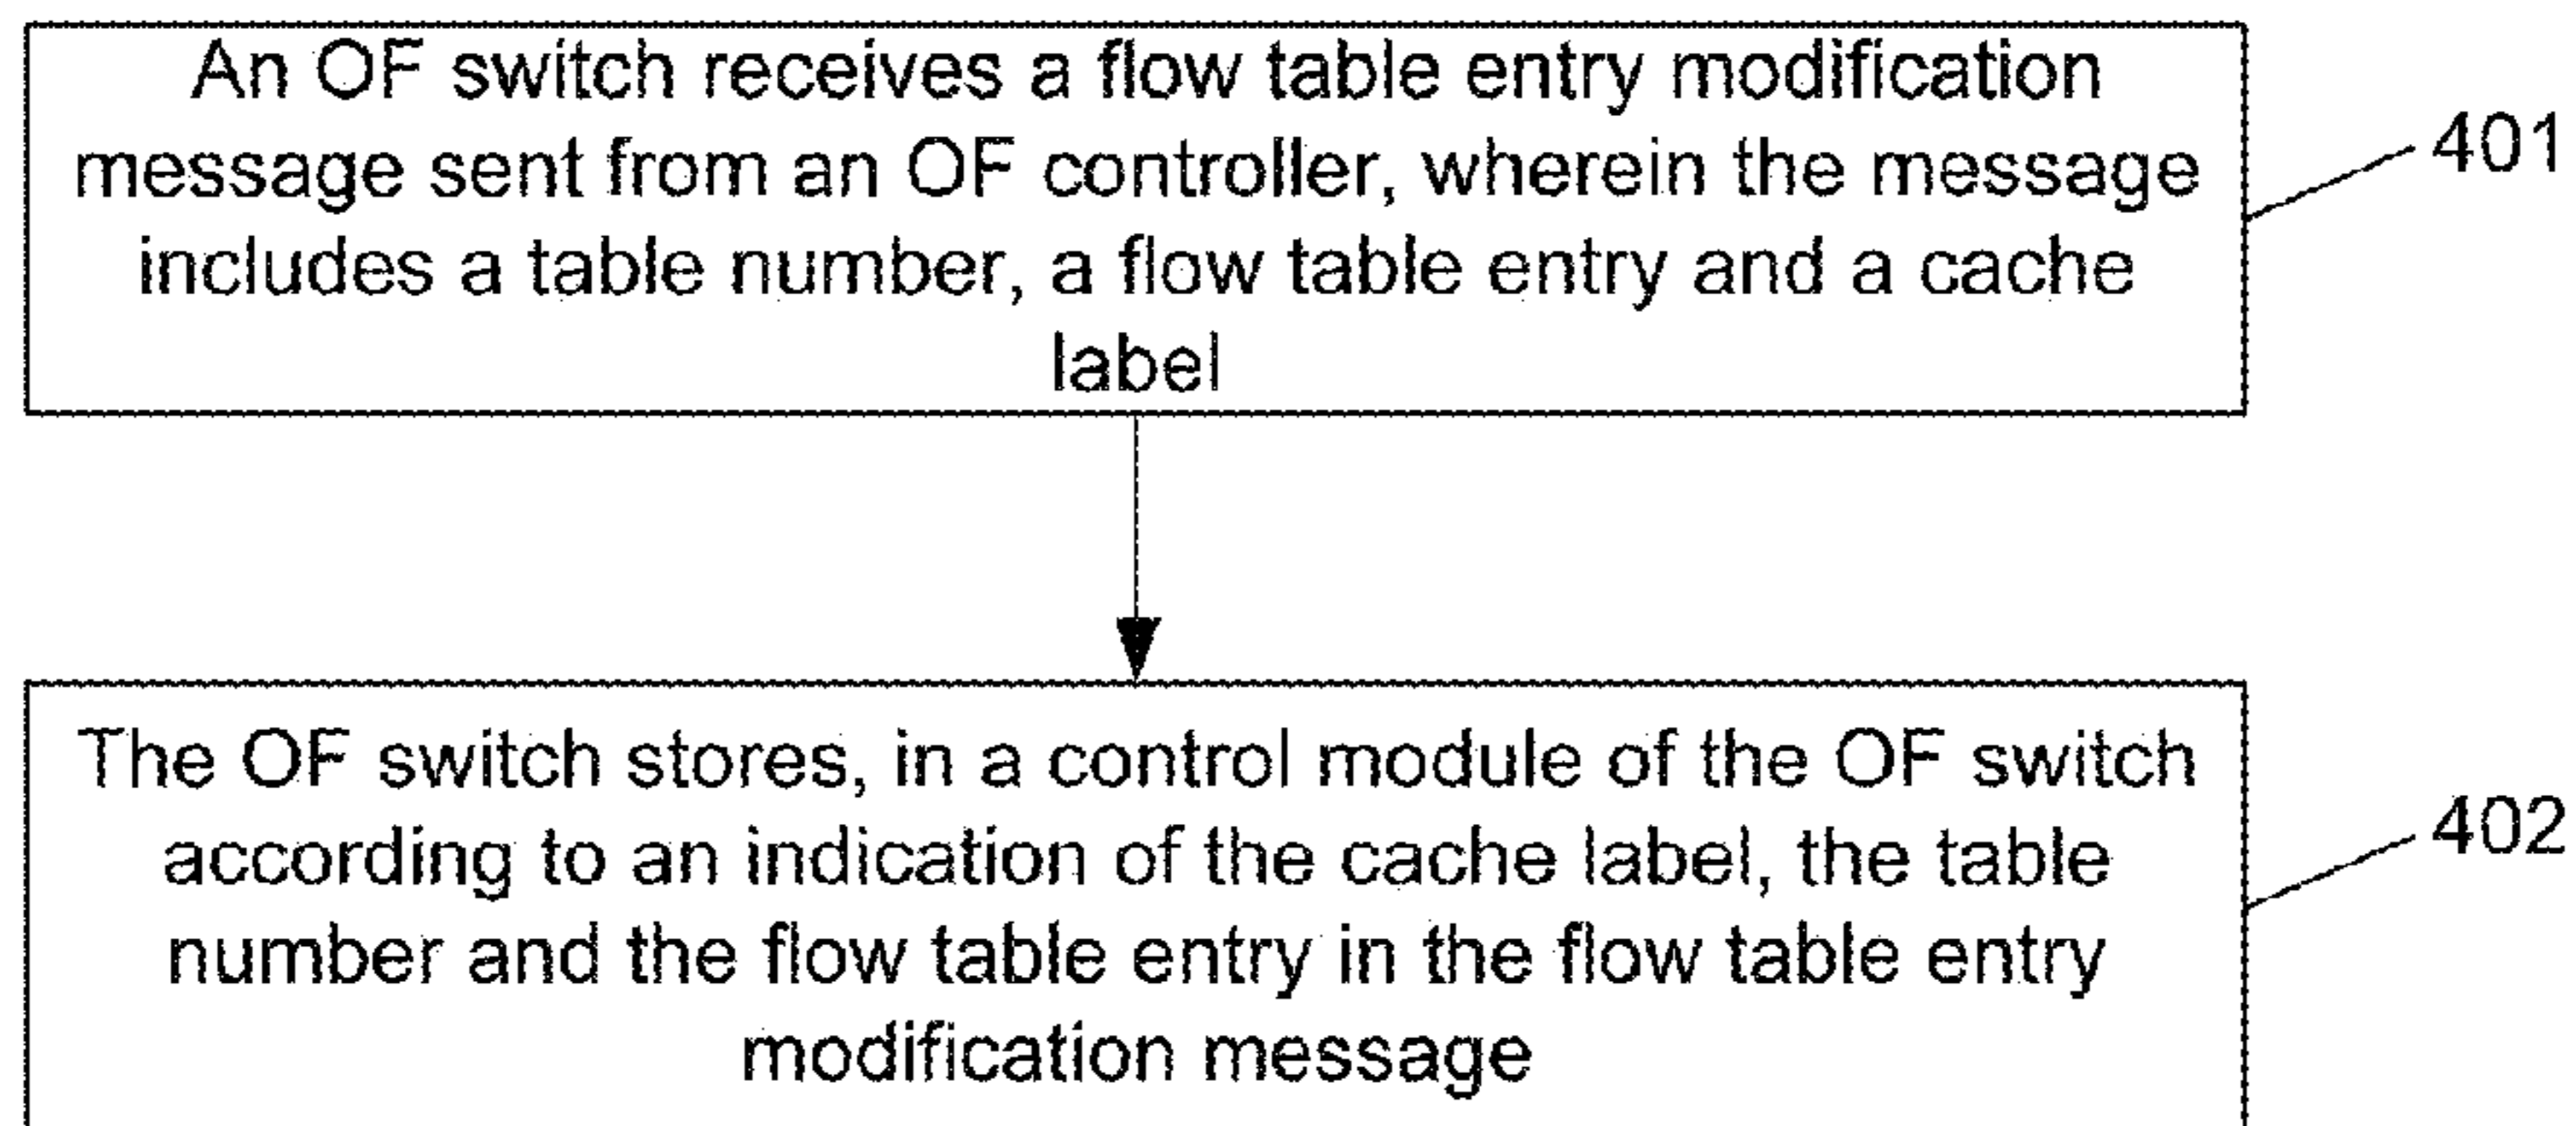 An OF switch receives a flow table entry modification
message sent from an OF controller, wherein the message
includes a table number, a flow table entry and a cache
label
401
The OF switch stores, in a control module of the OF switch
according to an indication of the cache label, the table
number and the flow table entry in the flow table entry
modification message
402